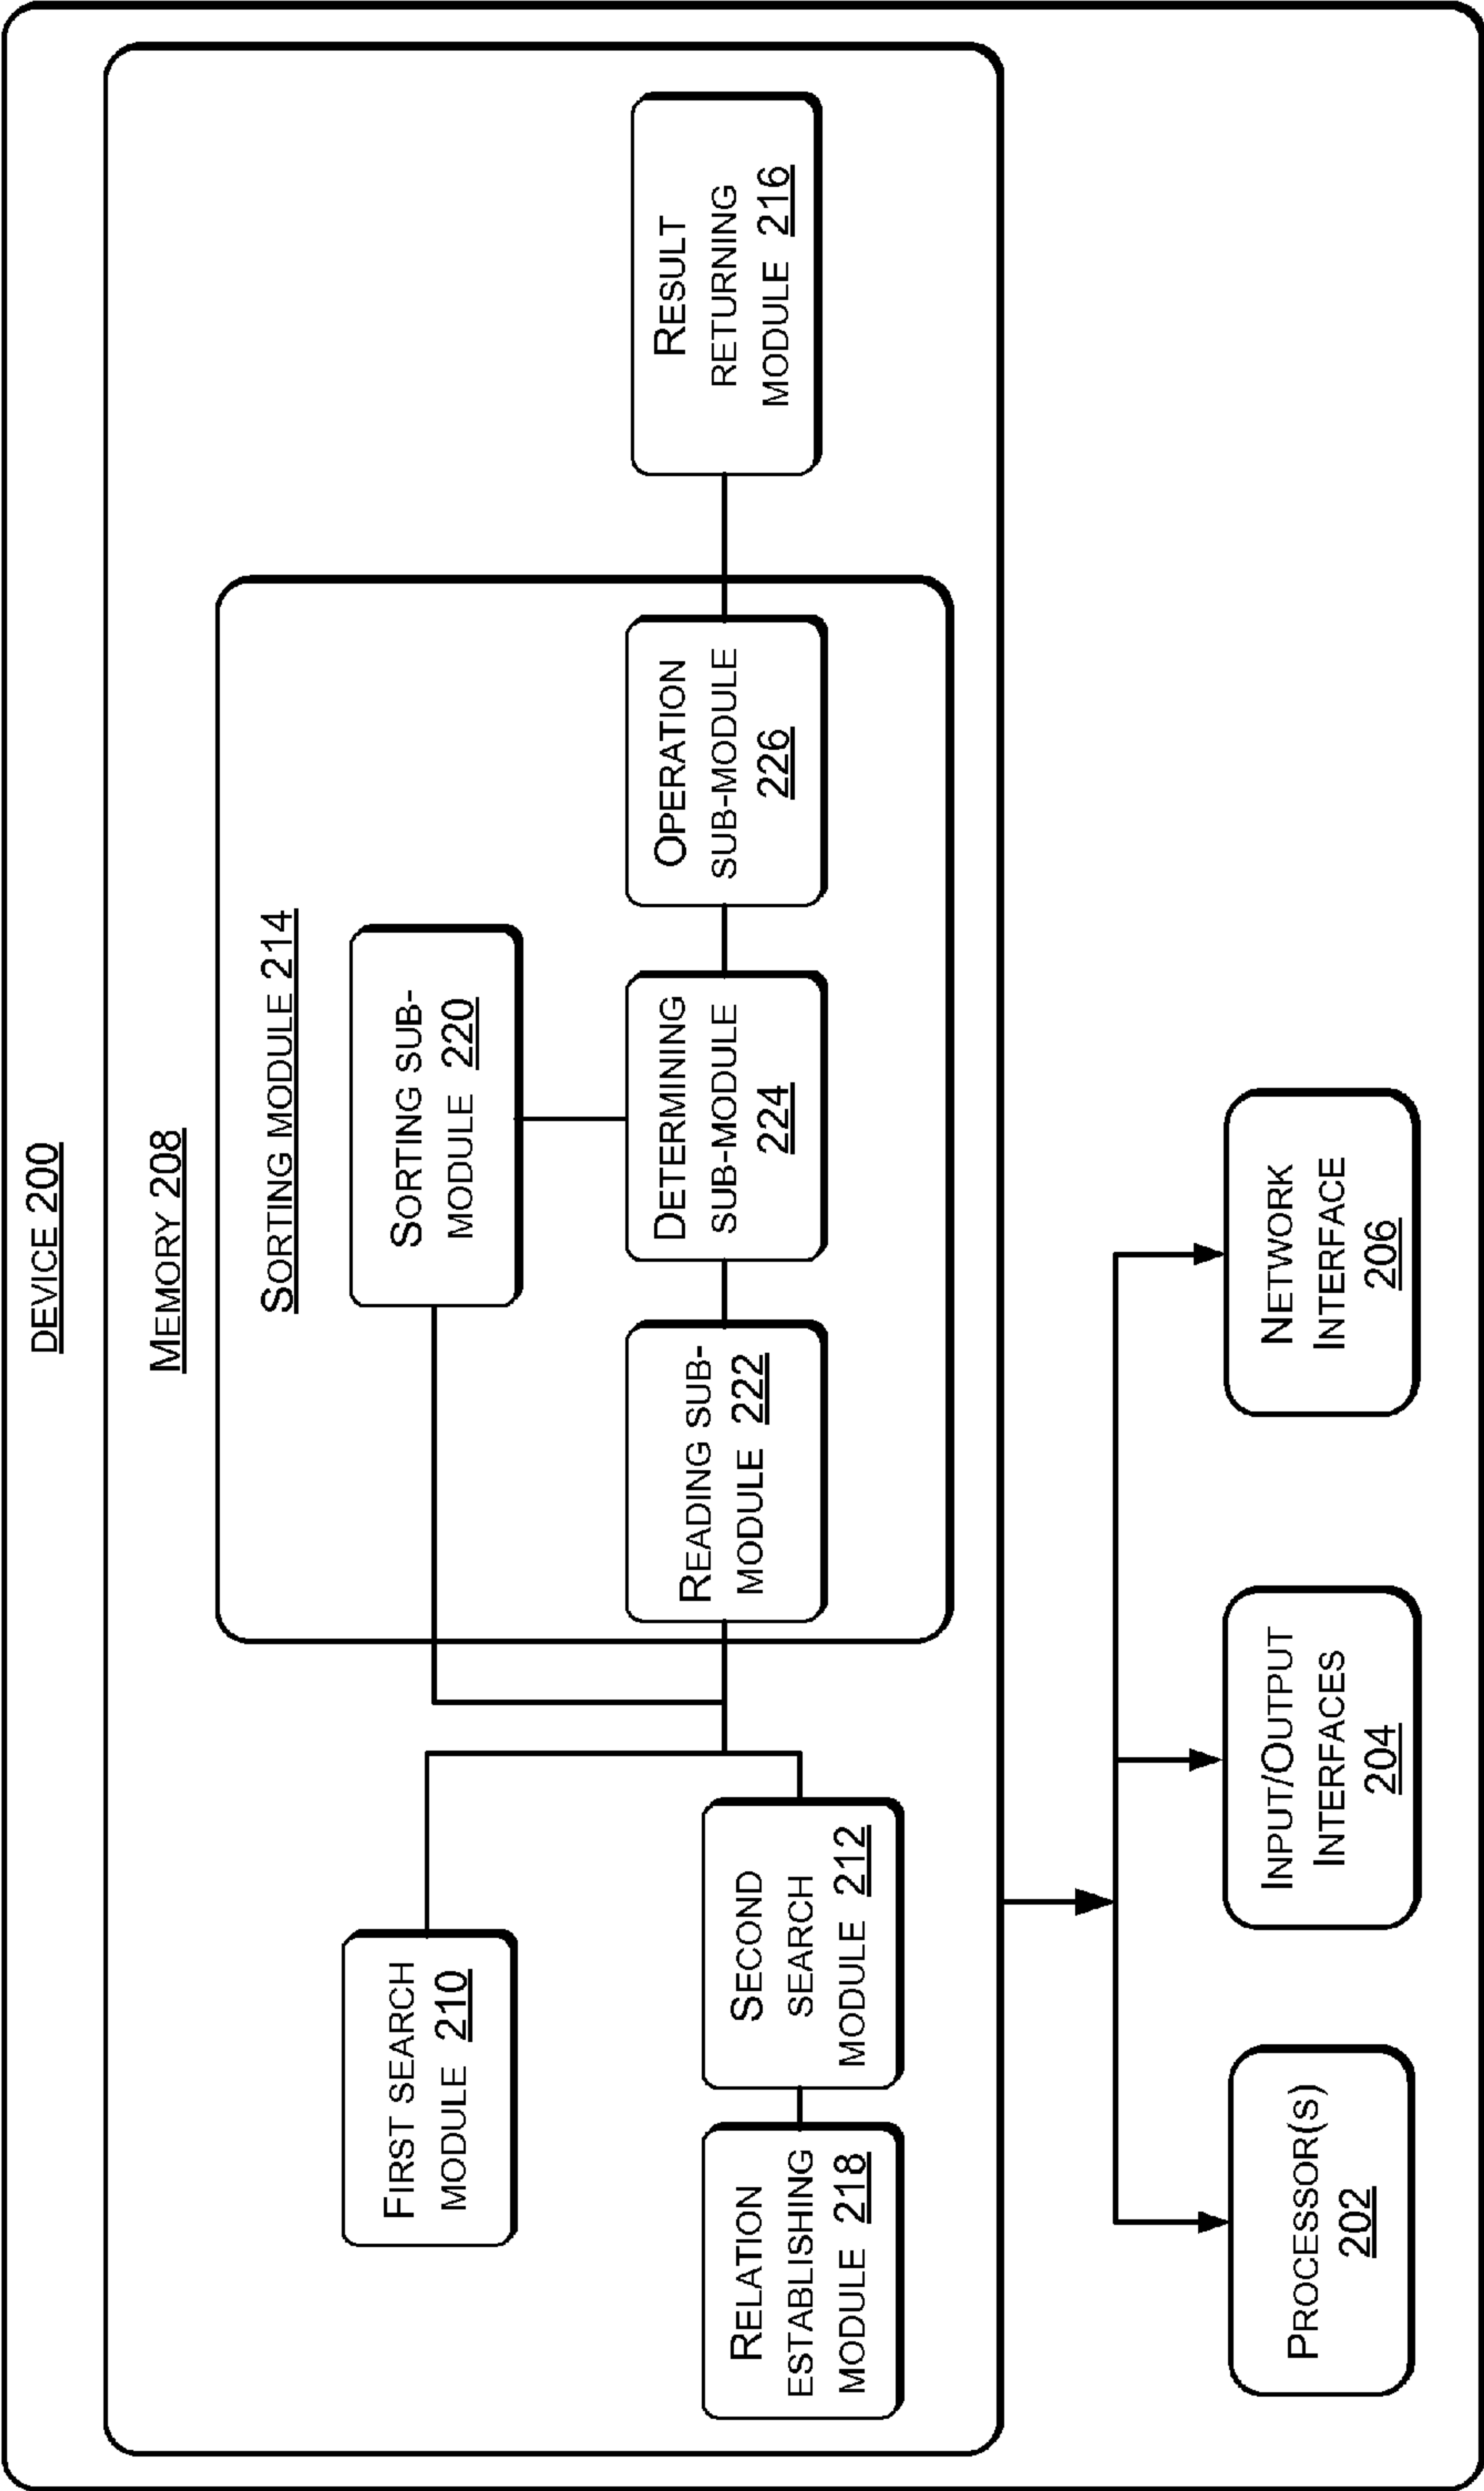 DEVICE 200
MEMORY 208
SORTING MODULE 214
FIRST SEARCH
MODULE 210
SORTING SUB-
MODULE 220
RELATION
ESTABLISHING
MODULE 218
SECOND
SEARCH
MODULE 212
READING SUB-
MODULE 222
DETERMINING
SUB-MODULE
224
OPERATION
SUB-MODULE
226
RESULT
RETURNING
MODULE 216
PROCESSOR(S)
202
INPUT/OUTPUT
INTERFACES
204
NETWORK
INTERFACE
206